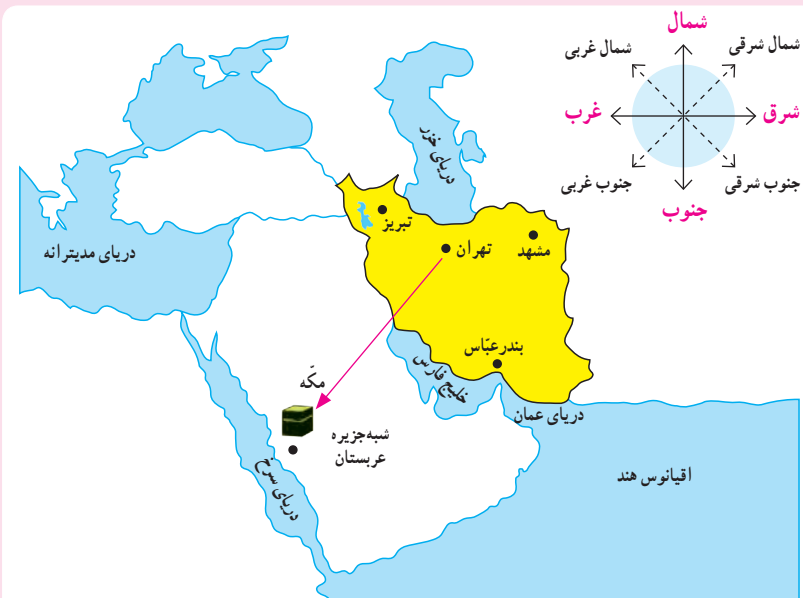 شمال
شمال غربی
شمال شرقی
غرب
شرق
جنوب غربی
جنوب شرقی
جنوب
دریای خزر
تبریز
تهران
مشهد
دریای مدیترانه
بندرعبّاس
خلیج فارس
مکّه
دریای عمان
شبه‌جزیره
عربستان
دریای سرخ
اقیانوس هند